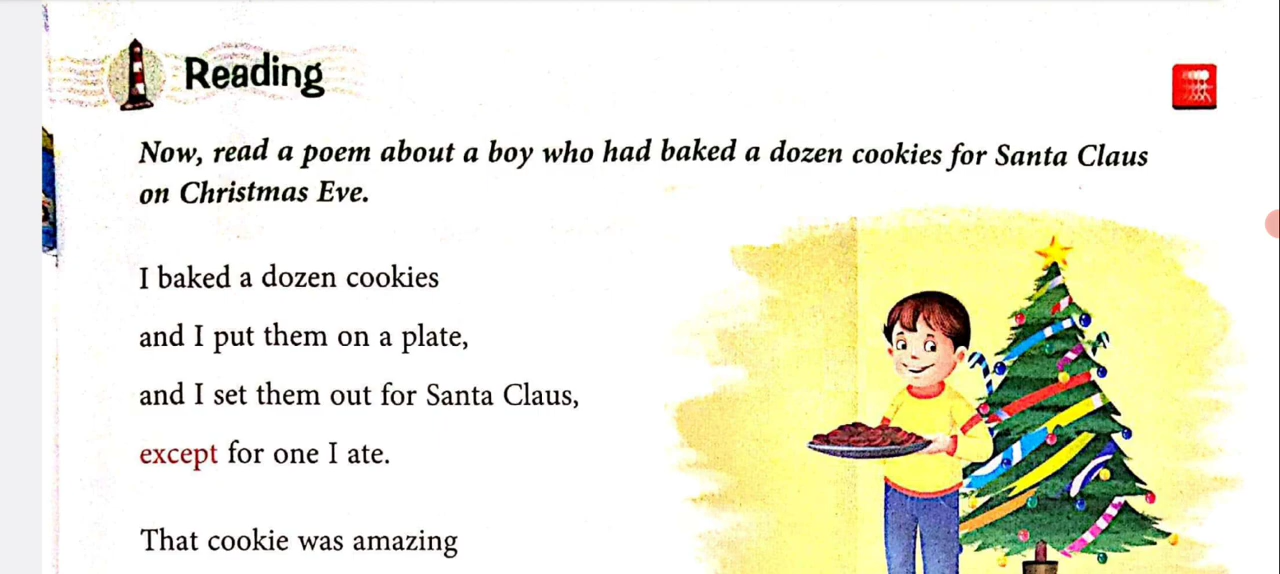 Reading
Now, read a poem about a boy who had baked a dozen cookies for Santa Claus
on Christmas Eve.
I baked a dozen cookies
and I put them on a plate,
and I set them out for Santa Claus,
except for one I ate.
That cookie was amazing